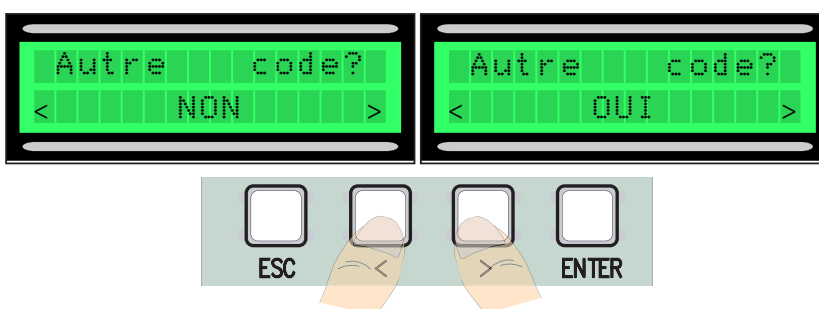 Autre code?
< NON >
Autre code?
< OUI >
ESC < > ENTER